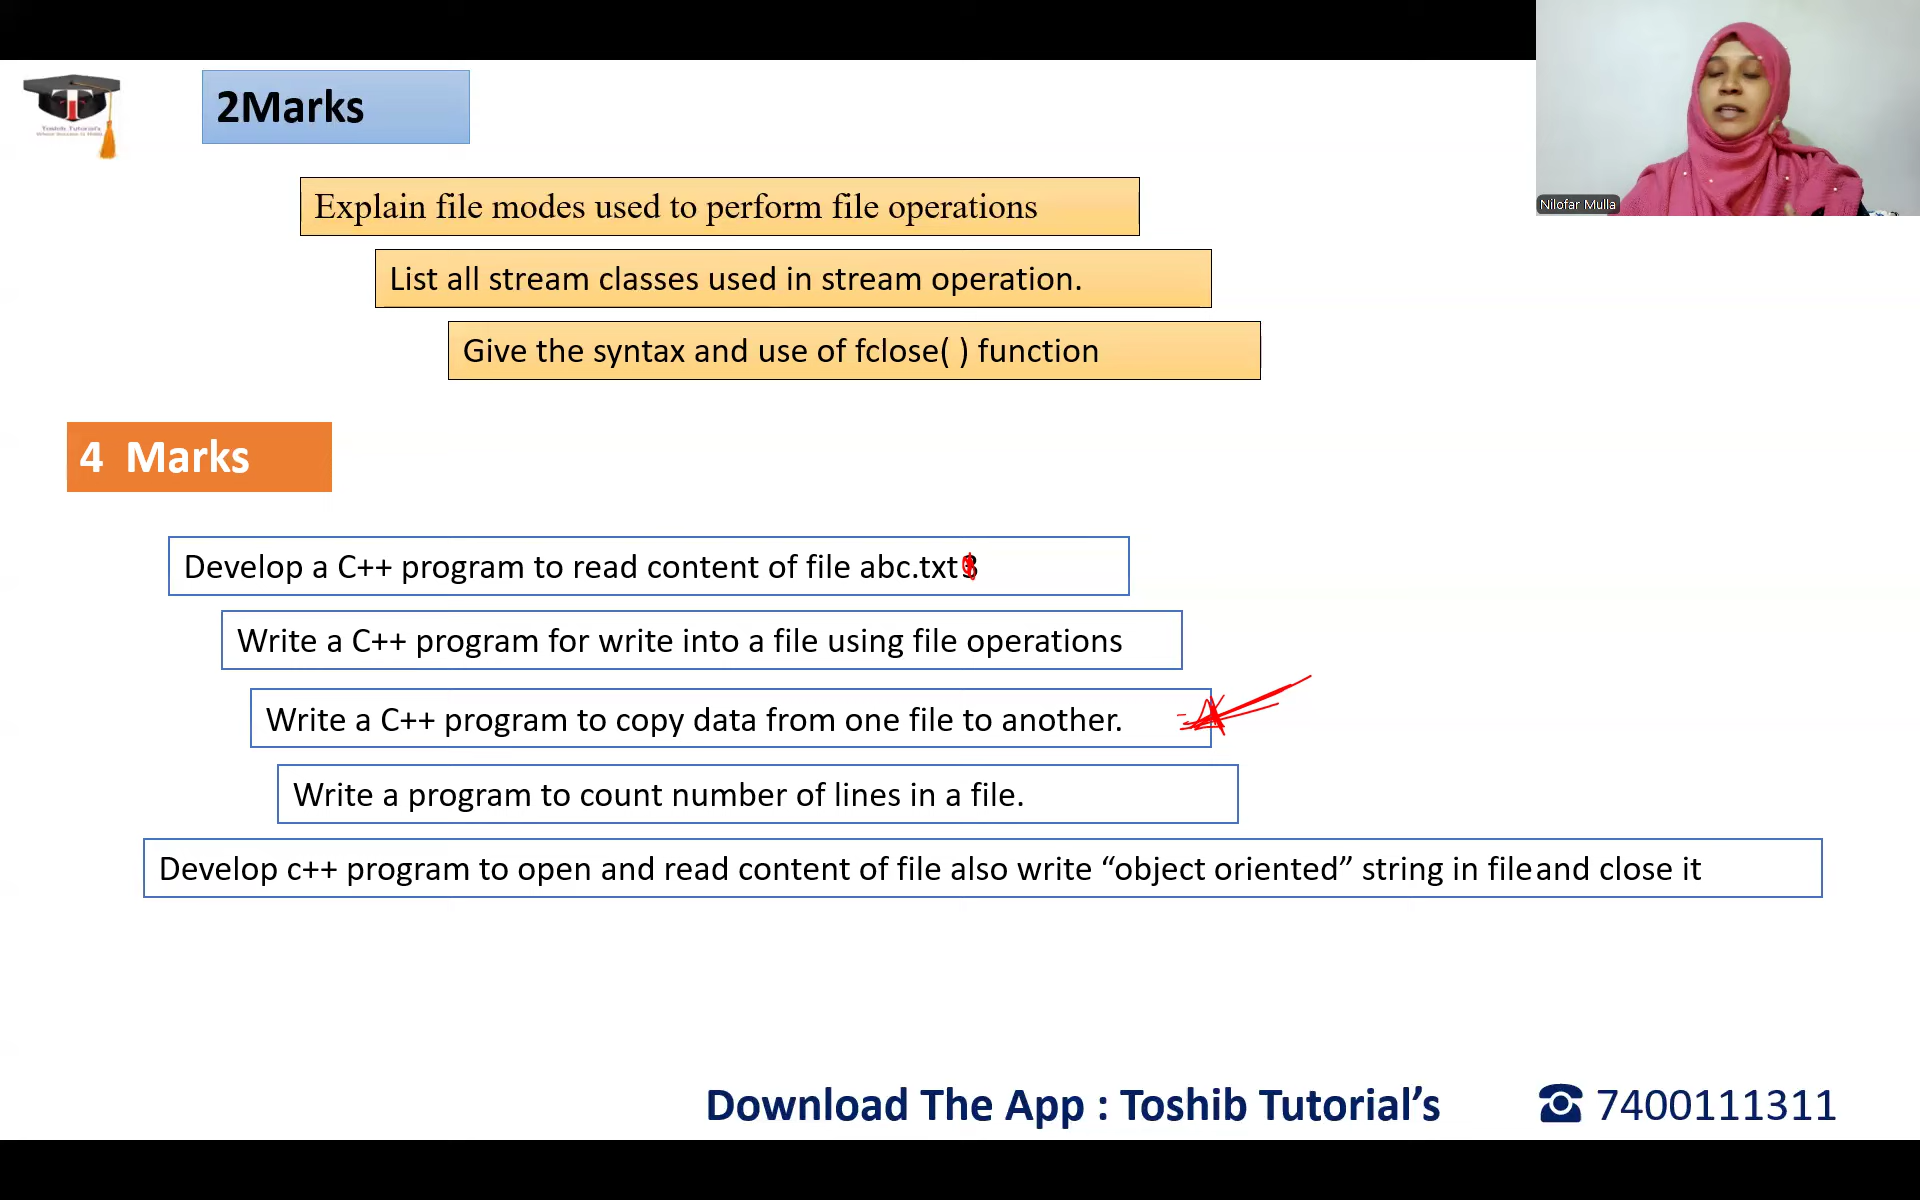 2Marks
Toshib Tutorial's
Nilofar Mulla
Explain file modes used to perform file operations
List all stream classes used in stream operation.
Give the syntax and use of fclose( ) function
4 Marks
Develop a C++ program to read content of file abc.txt
Write a C++ program for write into a file using file operations
Write a C++ program to copy data from one file to another.
Write a program to count number of lines in a file.
Develop c++ program to open and read content of file also write “object oriented” string in file and close it
Download The App : Toshib Tutorial’s ☎ 7400111311